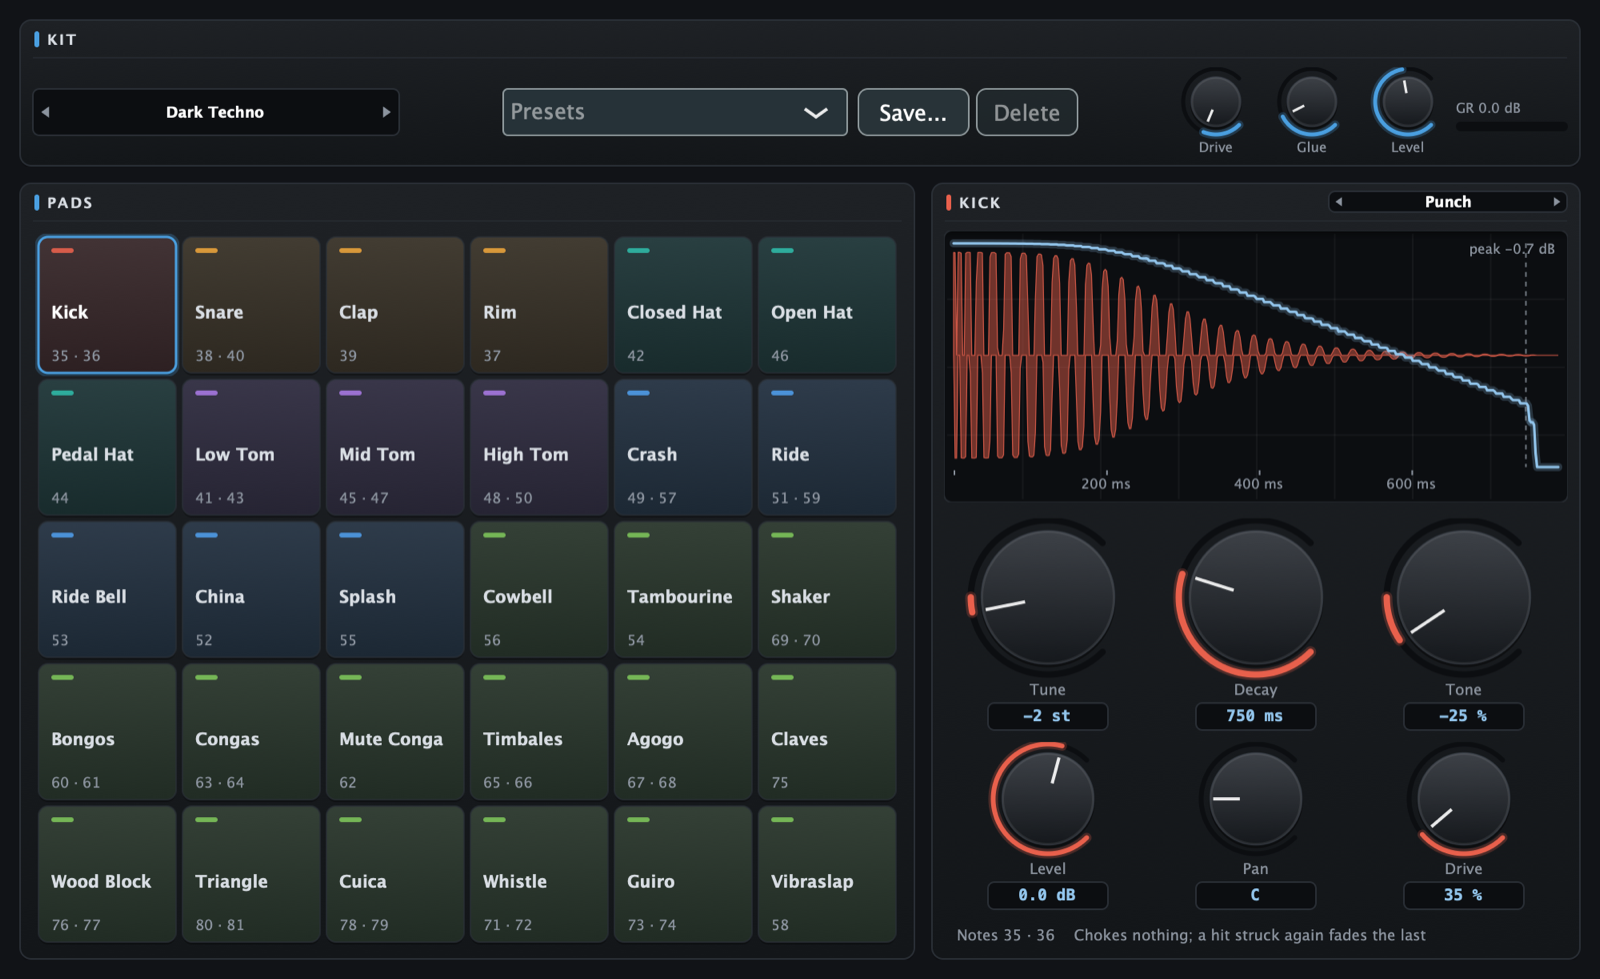 KIT
Dark Techno
Presets
Save...
Delete
Drive
Glue
Level
GR 0.0 dB
PADS
Kick
35 · 36
Snare
38 · 40
Clap
39
Rim
37
Closed Hat
42
Open Hat
46
Pedal Hat
44
Low Tom
41 · 43
Mid Tom
45 · 47
High Tom
48 · 50
Crash
49 · 57
Ride
51 · 59
Ride Bell
53
China
52
Splash
55
Cowbell
56
Tambourine
54
Shaker
69 · 70
Bongos
60 · 61
Congas
63 · 64
Mute Conga
62
Timbales
65 · 66
Agogo
67 · 68
Claves
75
Wood Block
76 · 77
Triangle
80 · 81
Cuica
78 · 79
Whistle
71 · 72
Guiro
73 · 74
Vibraslap
58
KICK
Punch
peak -0.7 dB
200 ms
400 ms
600 ms
Tune
-2 st
Decay
750 ms
Tone
-25 %
Level
0.0 dB
Pan
C
Drive
35 %
Notes 35 · 36
Chokes nothing; a hit struck again fades the last